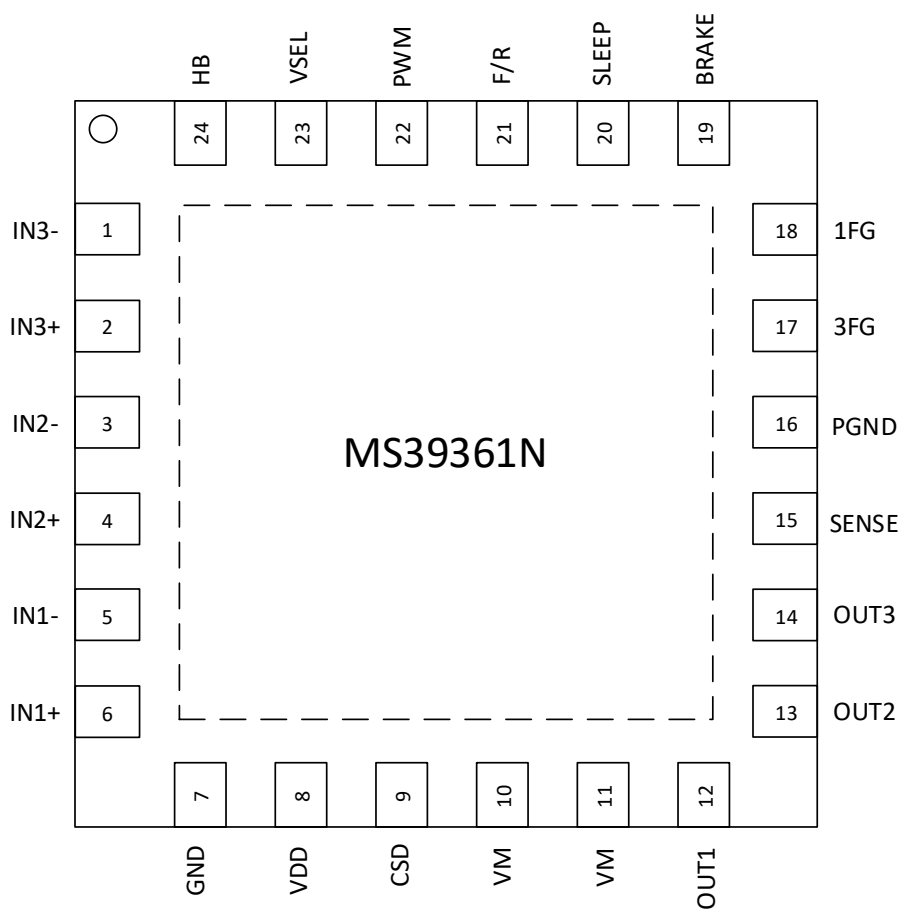 HB VSEL PWM F/R SLEEP BRAKE
24 23 22 21 20 19
IN3- 1 18 1FG
IN3+ 2 17 3FG
IN2- 3 16 PGND
MS39361N
IN2+ 4 15 SENSE
IN1- 5 14 OUT3
IN1+ 6 13 OUT2
7 8 9 10 11 12
GND VDD CSD VM VM OUT1